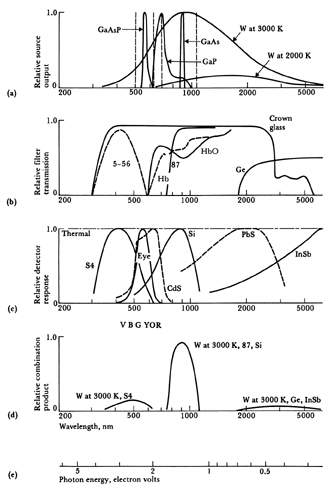 Relative source output
1.0
0
GaAsP
GaAs
GaP
W at 3000 K
W at 2000 K
(a)
200
500
1000
2000
5000
Relative filter transmission
1.0
0
5-56
87
Hb
HbO
Crown glass
Ge
(b)
200
500
1000
2000
5000
Relative detector response
1.0
0
Thermal
S4
Eye
CdS
Si
PbS
InSb
(c)
200
500
1000
2000
5000
V B G Y O R
Relative combination product
1.0
0
W at 3000 K, S4
W at 3000 K, 87, Si
W at 3000 K, Ge, InSb
(d)
200
500
1000
2000
5000
Wavelength, nm
(e)
5
2
1
0.5
Photon energy, electron volts